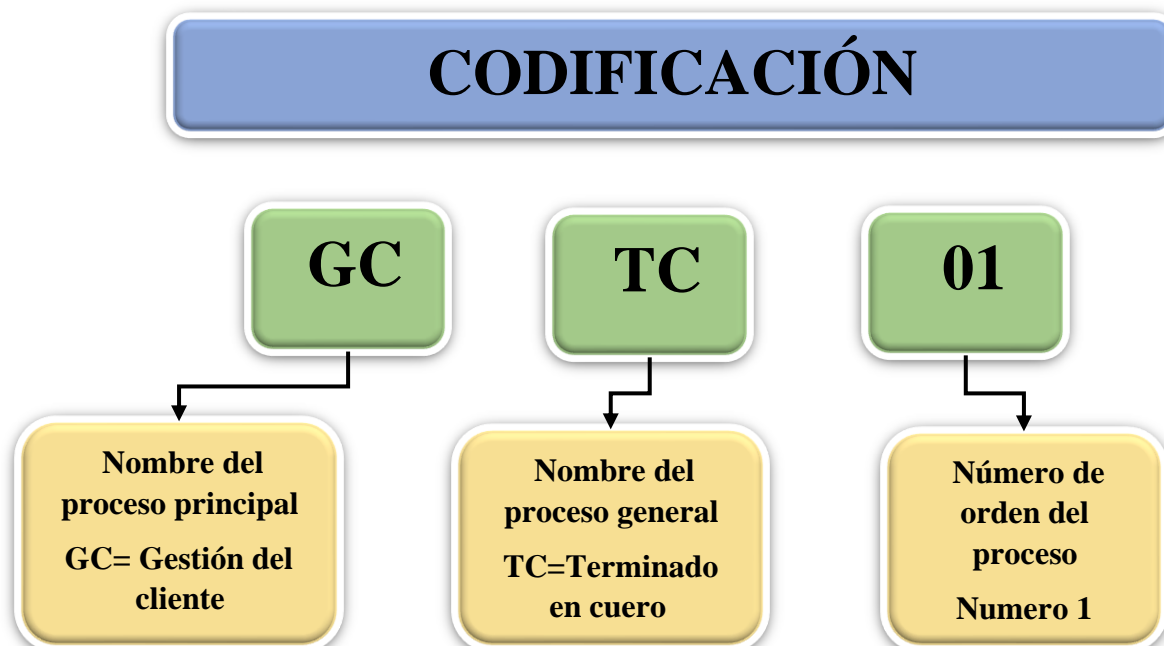 CODIFICACIÓN
GC
TC
01
Nombre del
proceso principal
GC= Gestión del
cliente
Nombre del
proceso general
TC=Terminado
en cuero
Número de
orden del
proceso
Numero 1